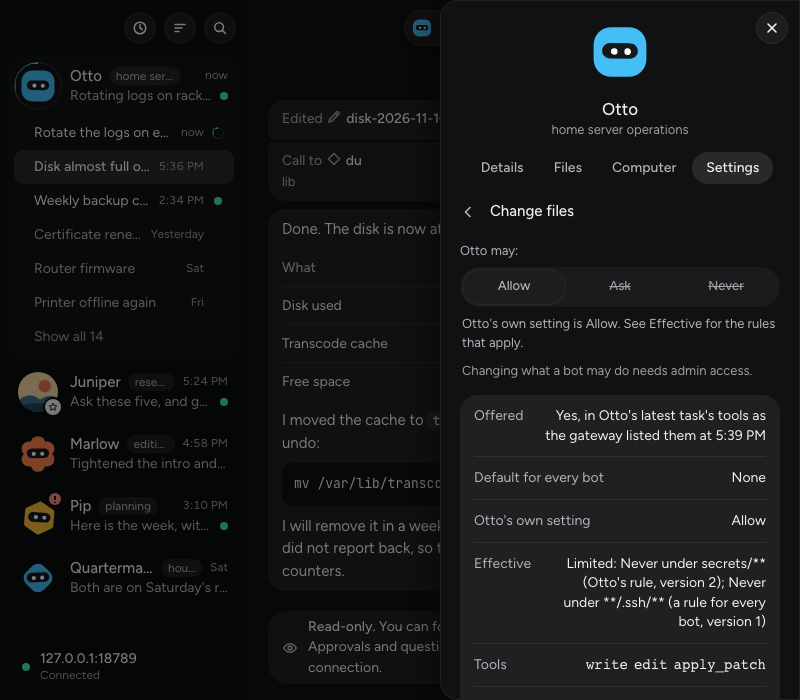 Otto home ser... now
Rotating logs on rack...
Rotate the logs on e... now
Disk almost full o... 5:36 PM
Weekly backup c... 2:34 PM
Certificate rene... Yesterday
Router firmware Sat
Printer offline again Fri
Show all 14
Juniper rese... 5:24 PM
Ask these five, and g...
Marlow editi... 4:58 PM
Tightened the intro and...
Pip planning 3:10 PM
Here is the week, wit...
Quarterma... hou... Sat
Both are on Saturday's r...
127.0.0.1:18789
Connected
Edited disk-2026-11-1
Call to du
lib
Done. The disk is now at
What
Disk used
Transcode cache
Free space
I moved the cache to
undo:
mv /var/lib/transco
I will remove it in a week
did not report back, so t
counters.
Read-only. You can fo
Approvals and questi
connection.
Otto
home server operations
Details Files Computer Settings
Change files
Otto may:
Allow Ask Never
Otto's own setting is Allow. See Effective for the rules
that apply.
Changing what a bot may do needs admin access.
Offered Yes, in Otto's latest task's tools as
the gateway listed them at 5:39 PM
Default for every bot None
Otto's own setting Allow
Effective Limited: Never under secrets/**
(Otto's rule, version 2); Never
under **/.ssh/** (a rule for every
bot, version 1)
Tools write edit apply_patch